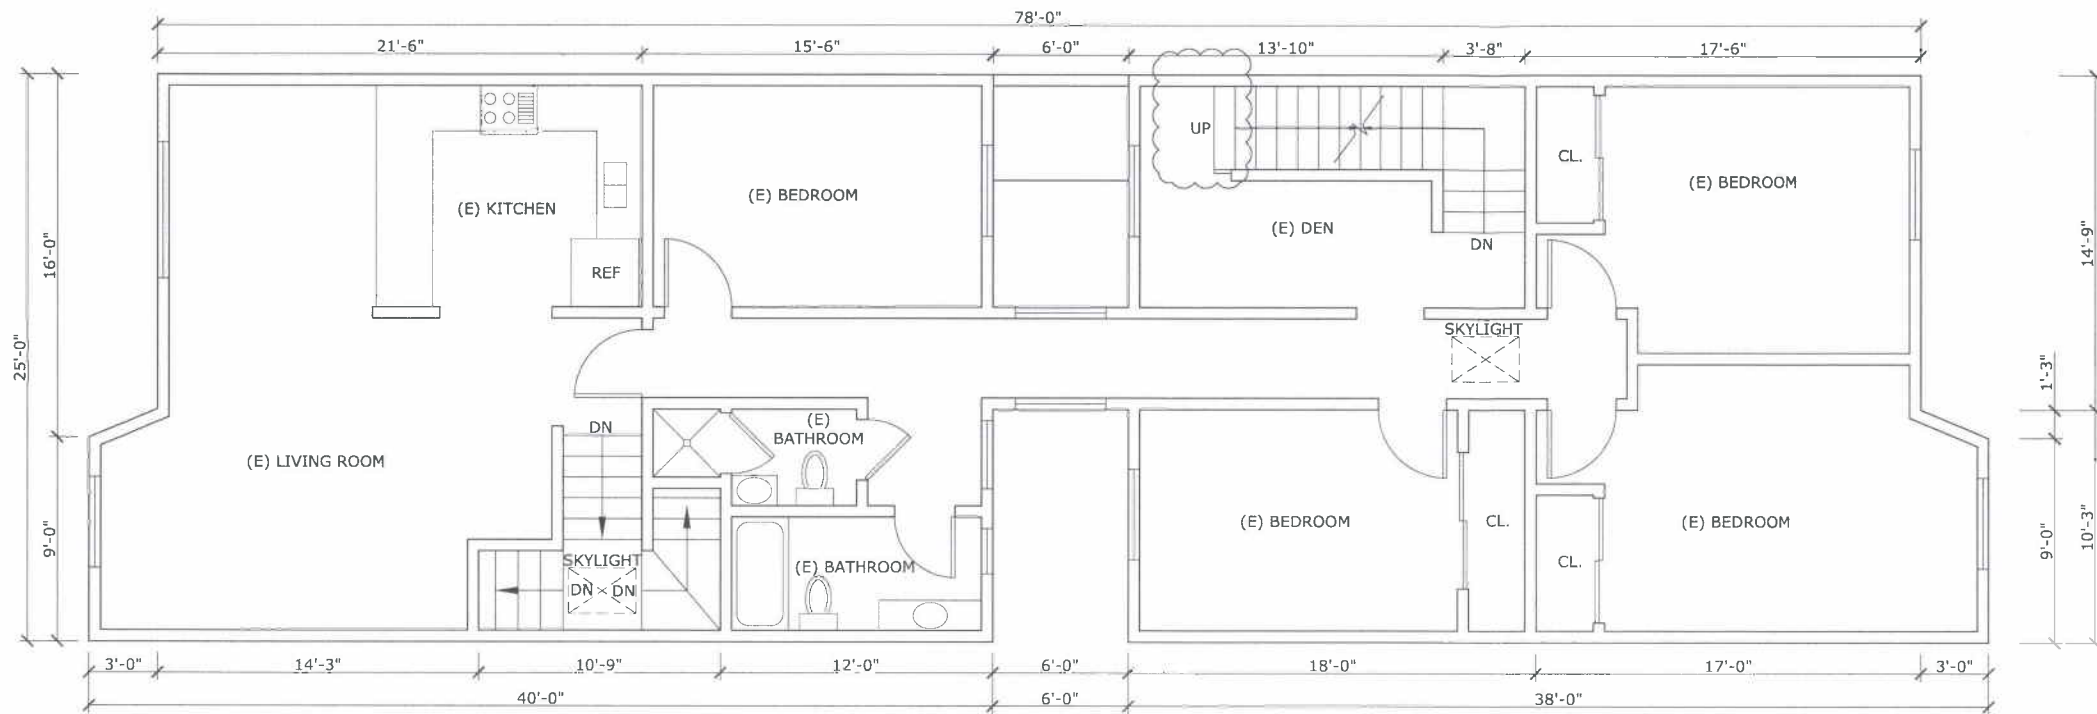 78'-0"
21'-6"
15'-6"
6'-0"
13'-10"
3'-8"
17'-6"
UP
CL.
(E) BEDROOM
(E) BEDROOM
(E) KITCHEN
(E) DEN
DN
REF
16'-0"
14'-9"
25'-0"
SKYLIGHT
1'-3"
DN
(E)
BATHROOM
(E) LIVING ROOM
(E) BEDROOM
CL.
(E) BEDROOM
9'-0"
9'-0"
10'-3"
SKYLIGHT
DN
DN
(E) BATHROOM
CL.
3'-0"
14'-3"
10'-9"
12'-0"
6'-0"
18'-0"
17'-0"
3'-0"
40'-0"
6'-0"
38'-0"